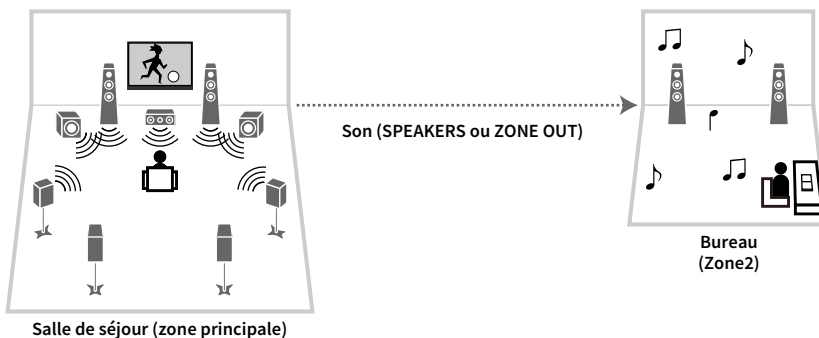 Son (SPEAKERS ou ZONE OUT)
Bureau
(Zone2)
Salle de séjour (zone principale)